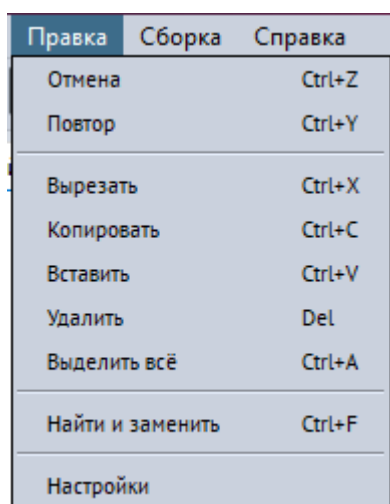 Правка Сборка Справка
Отмена Ctrl+Z
Повтор Ctrl+Y
Вырезать Ctrl+X
Копировать Ctrl+C
Вставить Ctrl+V
Удалить Del
Выделить всё Ctrl+A
Найти и заменить Ctrl+F
Настройки